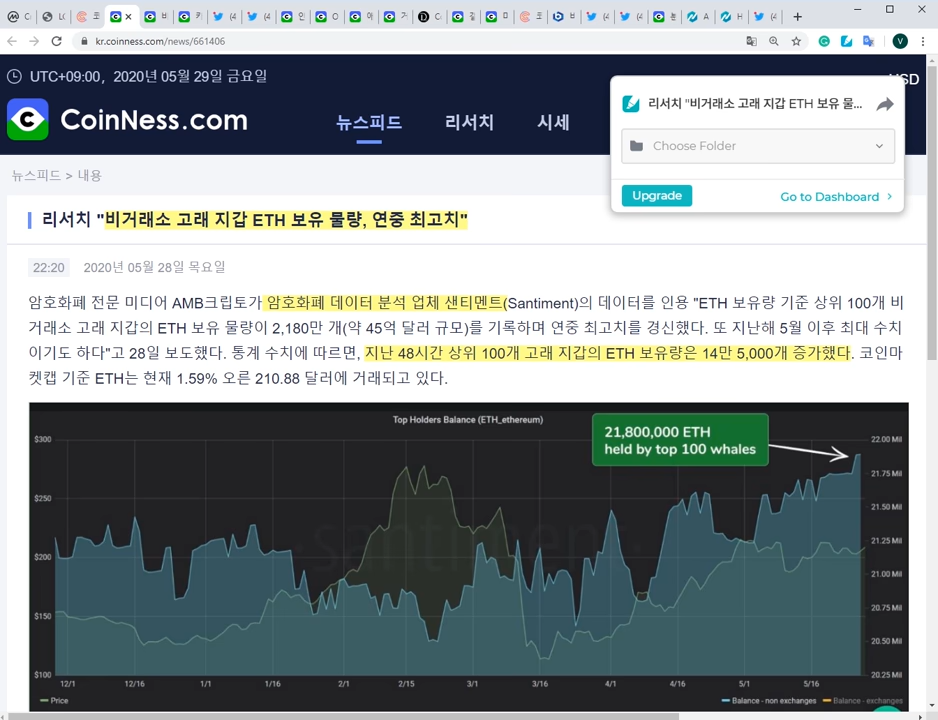 kr.coinness.com/news/661406
UTC+09:00, 2020년 05월 29일 금요일
SD
CoinNess.com
뉴스피드
리서치
시세
리서치 "비거래소 고래 지갑 ETH 보유 물...
Choose Folder
Upgrade
Go to Dashboard
뉴스피드 > 내용
리서치 "비거래소 고래 지갑 ETH 보유 물량, 연중 최고치"
22:20 2020년 05월 28일 목요일
암호화폐 전문 미디어 AMB크립토가 암호화폐 데이터 분석 업체 샌티멘트(Santiment)의 데이터를 인용 "ETH 보유량 기준 상위 100개 비
거래소 고래 지갑의 ETH 보유 물량이 2,180만 개(약 45억 달러 규모)를 기록하며 연중 최고치를 경신했다. 또 지난해 5월 이후 최대 수치
이기도 하다"고 28일 보도했다. 통계 수치에 따르면, 지난 48시간 상위 100개 고래 지갑의 ETH 보유량은 14만 5,000개 증가했다. 코인마
켓캡 기준 ETH는 현재 1.59% 오른 210.88 달러에 거래되고 있다.
Top Holders Balance (ETH_ethereum)
21,800,000 ETH
held by top 100 whales
$300
$250
$200
$150
$100
22.00 Mil
21.75 Mil
21.50 Mil
21.25 Mil
21.00 Mil
20.75 Mil
20.50 Mil
20.25 Mil
santimen
12/1 12/16 1/1 1/16 2/1 2/15 3/1 3/16 4/1 4/16 5/1 5/16
Price
Balance - non exchanges
Balance - exchanges